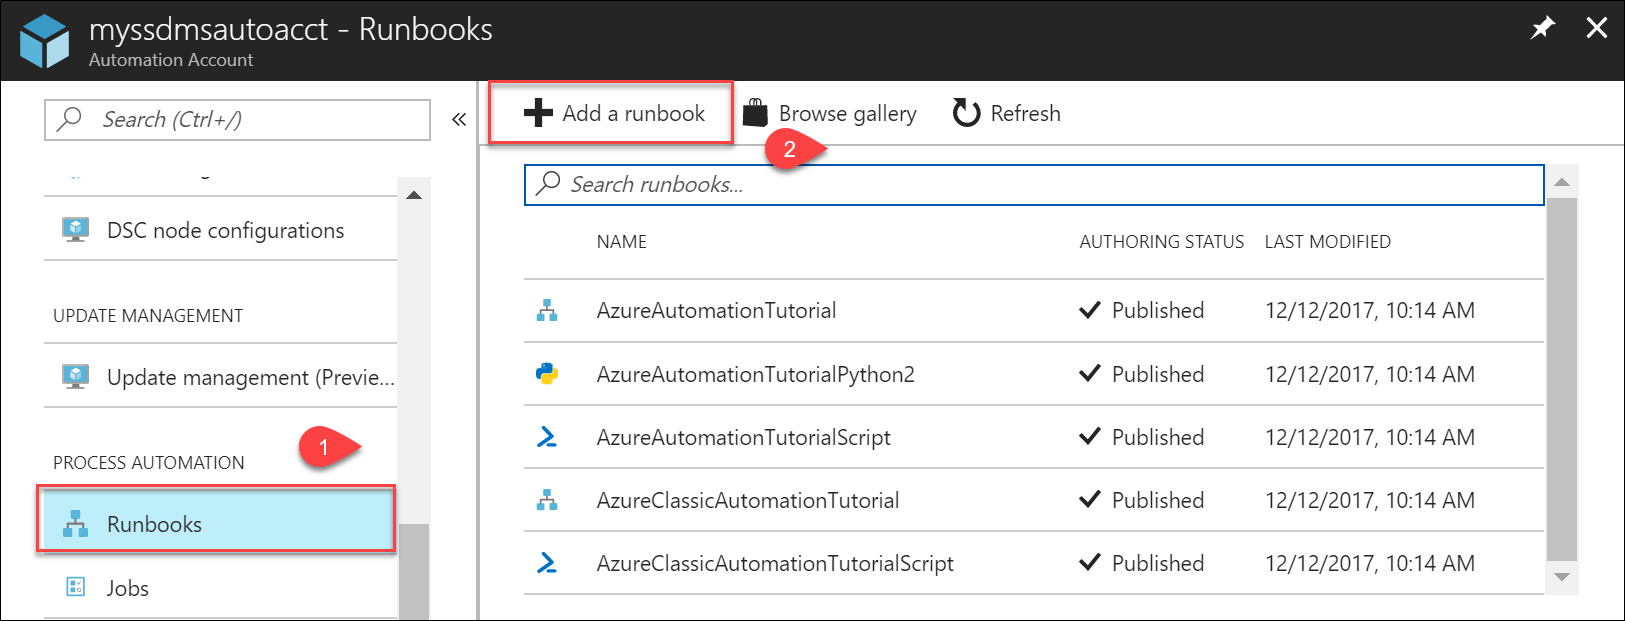 myssdmsautoacct - Runbooks
Automation Account
Search (Ctrl+/)
«
DSC node configurations
UPDATE MANAGEMENT
Update management (Previe...
PROCESS AUTOMATION
1
Runbooks
Jobs
Add a runbook
Browse gallery
Refresh
2
Search runbooks...
NAME AUTHORING STATUS LAST MODIFIED
AzureAutomationTutorial Published 12/12/2017, 10:14 AM
AzureAutomationTutorialPython2 Published 12/12/2017, 10:14 AM
AzureAutomationTutorialScript Published 12/12/2017, 10:14 AM
AzureClassicAutomationTutorial Published 12/12/2017, 10:14 AM
AzureClassicAutomationTutorialScript Published 12/12/2017, 10:14 AM